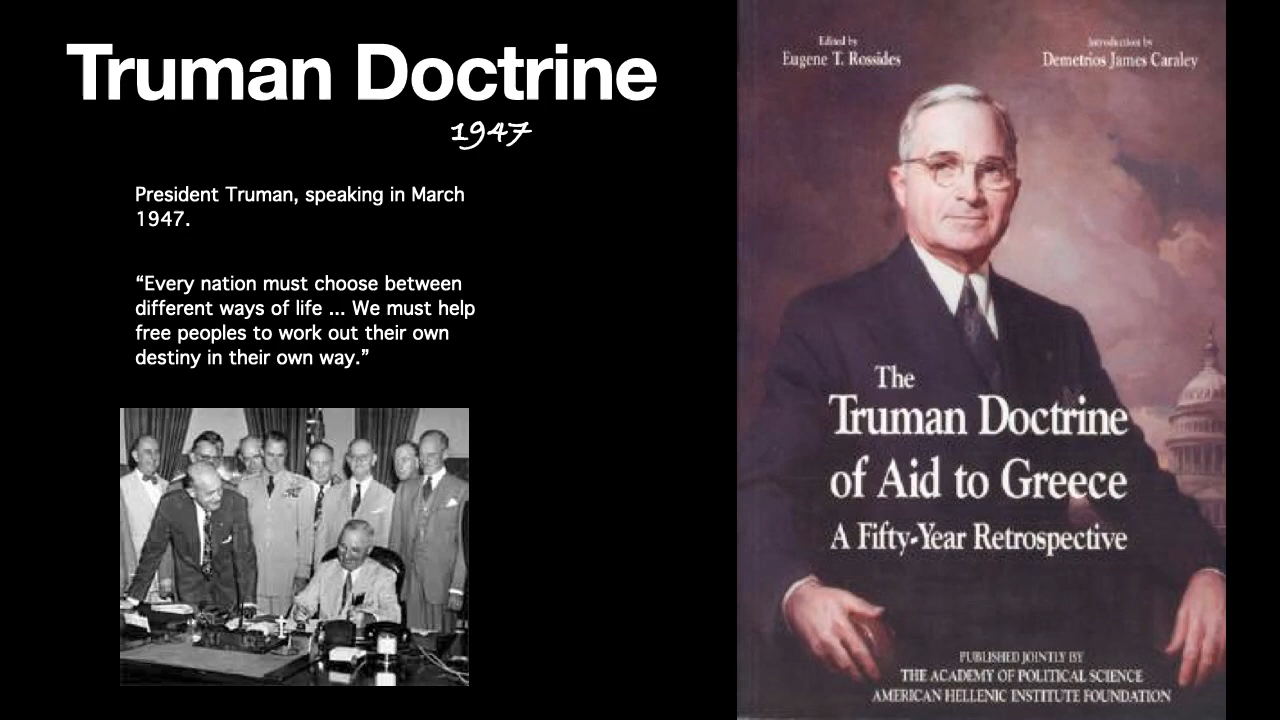 Truman Doctrine
1947
President Truman, speaking in March
1947.
“Every nation must choose between
different ways of life ... We must help
free peoples to work out their own
destiny in their own way.”
Edited by
Eugene T. Rossides
Introduction by
Demetrios James Caraley
The
Truman Doctrine
of Aid to Greece
A Fifty-Year Retrospective
PUBLISHED JOINTLY BY
THE ACADEMY OF POLITICAL SCIENCE
AMERICAN HELLENIC INSTITUTE FOUNDATION